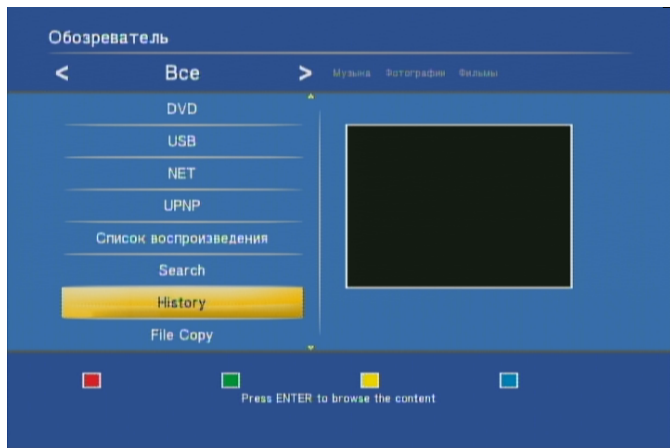 Обозреватель
< Все > Музыка Фотографии Фильмы
DVD
USB
NET
UPNP
Список воспроизведения
Search
History
File Copy
Press ENTER to browse the content